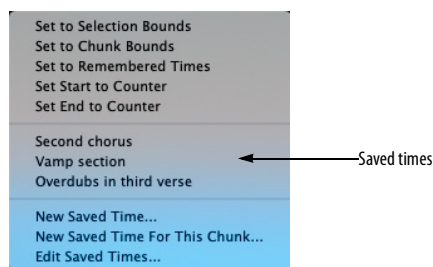 Set to Selection Bounds
Set to Chunk Bounds
Set to Remembered Times
Set Start to Counter
Set End to Counter
Second chorus
Vamp section
Overdubs in third verse
Saved times
New Saved Time...
New Saved Time For This Chunk...
Edit Saved Times...